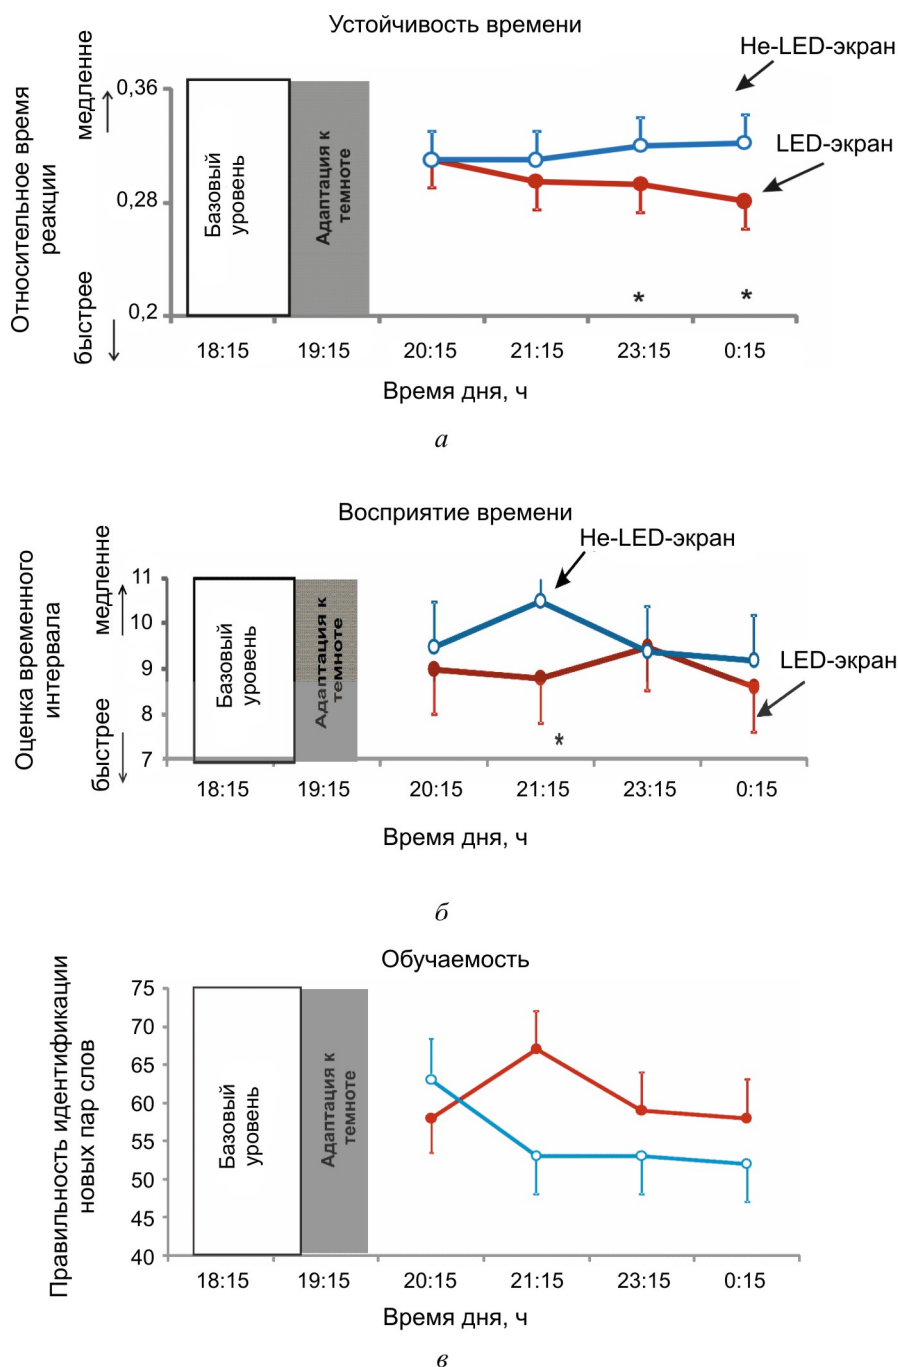 Устойчивость времени
Не-LED-экран
LED-экран
Относительное время
реакции
медленне
быстрее
0,36
0,28
0,2
Базовый
уровень
Адаптация к
темноте
* *
18:15 19:15 20:15 21:15 23:15 0:15
Время дня, ч
а
Восприятие времени
Не-LED-экран
LED-экран
Оценка временного
интервала
медленне
быстрее
11
10
9
8
7
Базовый
уровень
Адаптация к
темноте
*
18:15 19:15 20:15 21:15 23:15 0:15
Время дня, ч
б
Обучаемость
Правильность идентификации
новых пар слов
75
70
65
60
55
50
45
40
Базовый
уровень
Адаптация к
темноте
18:15 19:15 20:15 21:15 23:15 0:15
Время дня, ч
в